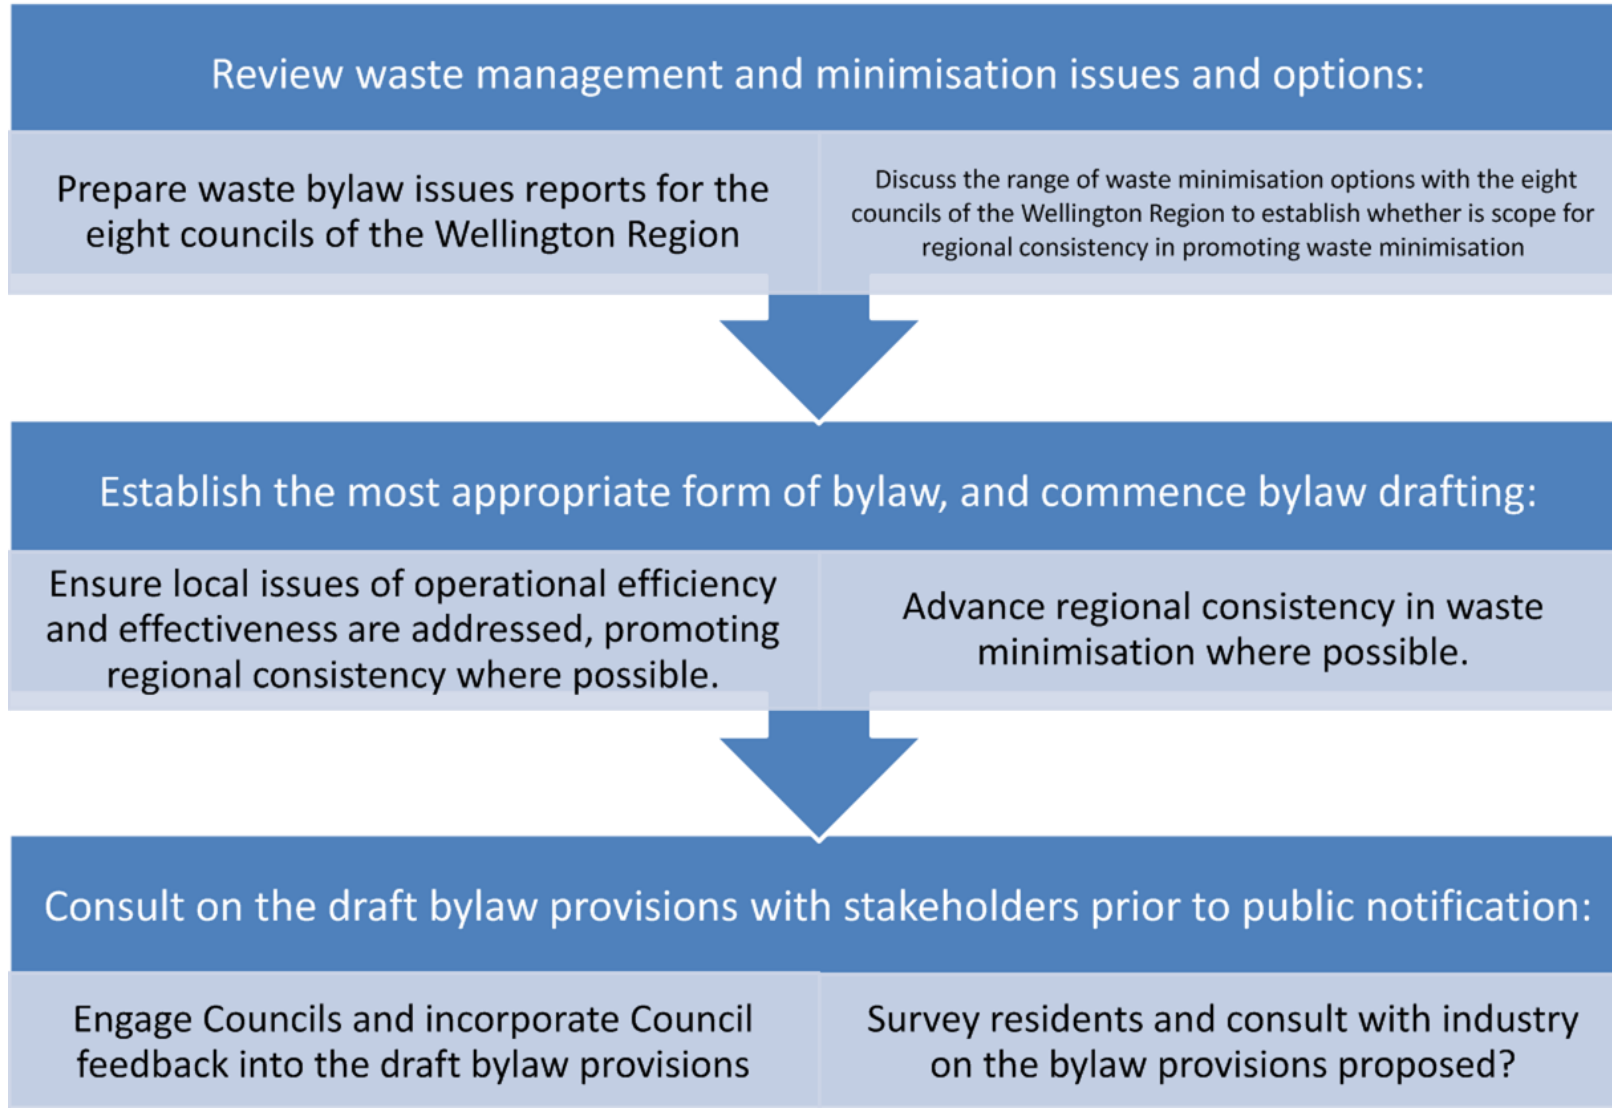 Review waste management and minimisation issues and options:
Prepare waste bylaw issues reports for the
eight councils of the Wellington Region
Discuss the range of waste minimisation options with the eight
councils of the Wellington Region to establish whether is scope for
regional consistency in promoting waste minimisation
Establish the most appropriate form of bylaw, and commence bylaw drafting:
Ensure local issues of operational efficiency
and effectiveness are addressed, promoting
regional consistency where possible.
Advance regional consistency in waste
minimisation where possible.
Consult on the draft bylaw provisions with stakeholders prior to public notification:
Engage Councils and incorporate Council
feedback into the draft bylaw provisions
Survey residents and consult with industry
on the bylaw provisions proposed?